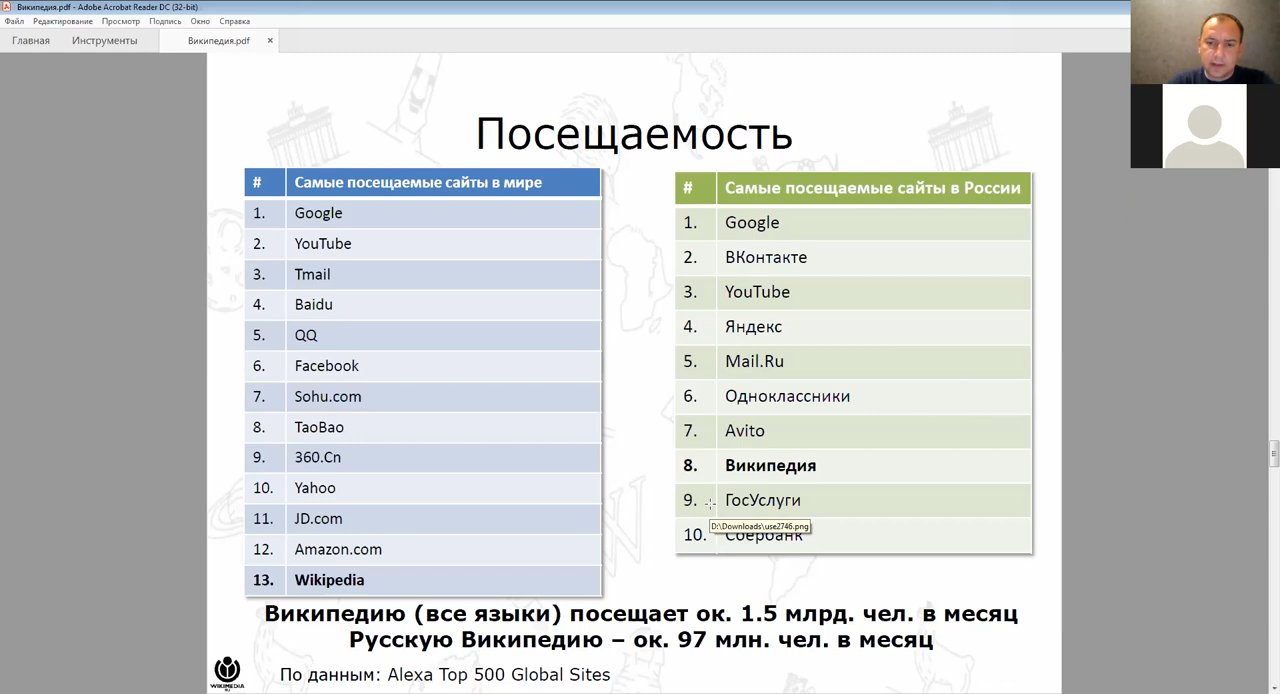 Википедия.pdf - Adobe Acrobat Reader DC (32-bit)
Файл Редактирование Просмотр Подпись Окно Справка
Главная Инструменты Википедия.pdf ×
Посещаемость
# Самые посещаемые сайты в мире
1. Google
2. YouTube
3. Tmail
4. Baidu
5. QQ
6. Facebook
7. Sohu.com
8. TaoBao
9. 360.Cn
10. Yahoo
11. JD.com
12. Amazon.com
13. Wikipedia
# Самые посещаемые сайты в России
1. Google
2. ВКонтакте
3. YouTube
4. Яндекс
5. Mail.Ru
6. Одноклассники
7. Avito
8. Википедия
9. ГосУслуги
D:\Downloads\use2746.png
10. Сбербанк
Википедию (все языки) посещает ок. 1.5 млрд. чел. в месяц
Русскую Википедию – ок. 97 млн. чел. в месяц
WIKIMEDIA
RU
По данным: Alexa Top 500 Global Sites